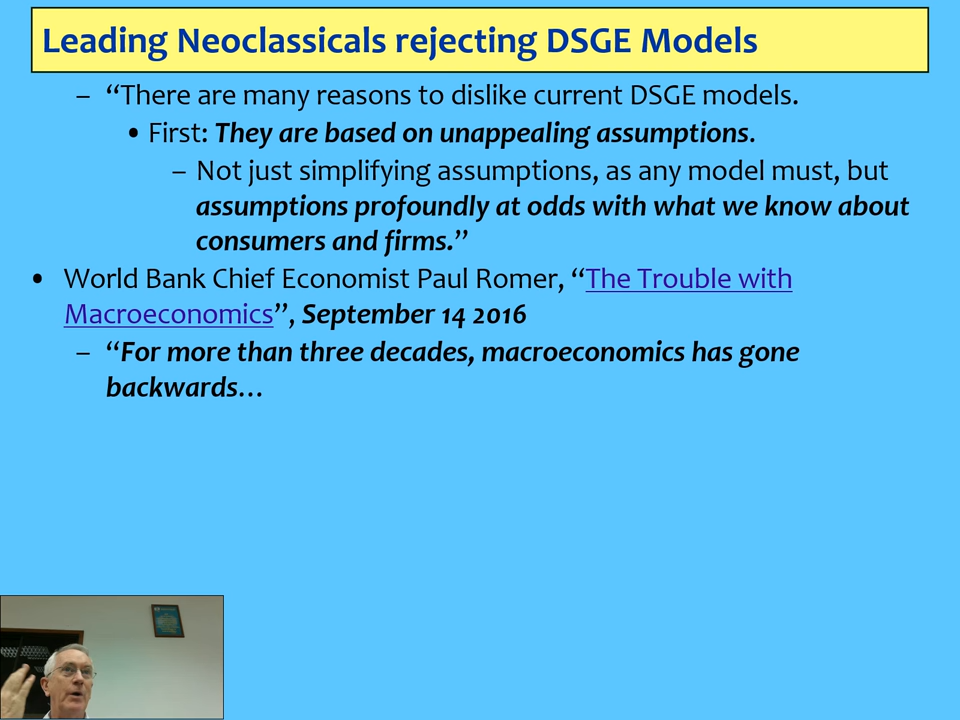 Leading Neoclassicals rejecting DSGE Models
– “There are many reasons to dislike current DSGE models.
• First: They are based on unappealing assumptions.
– Not just simplifying assumptions, as any model must, but
assumptions profoundly at odds with what we know about
consumers and firms.”
• World Bank Chief Economist Paul Romer, “The Trouble with
Macroeconomics”, September 14 2016
– “For more than three decades, macroeconomics has gone
backwards…